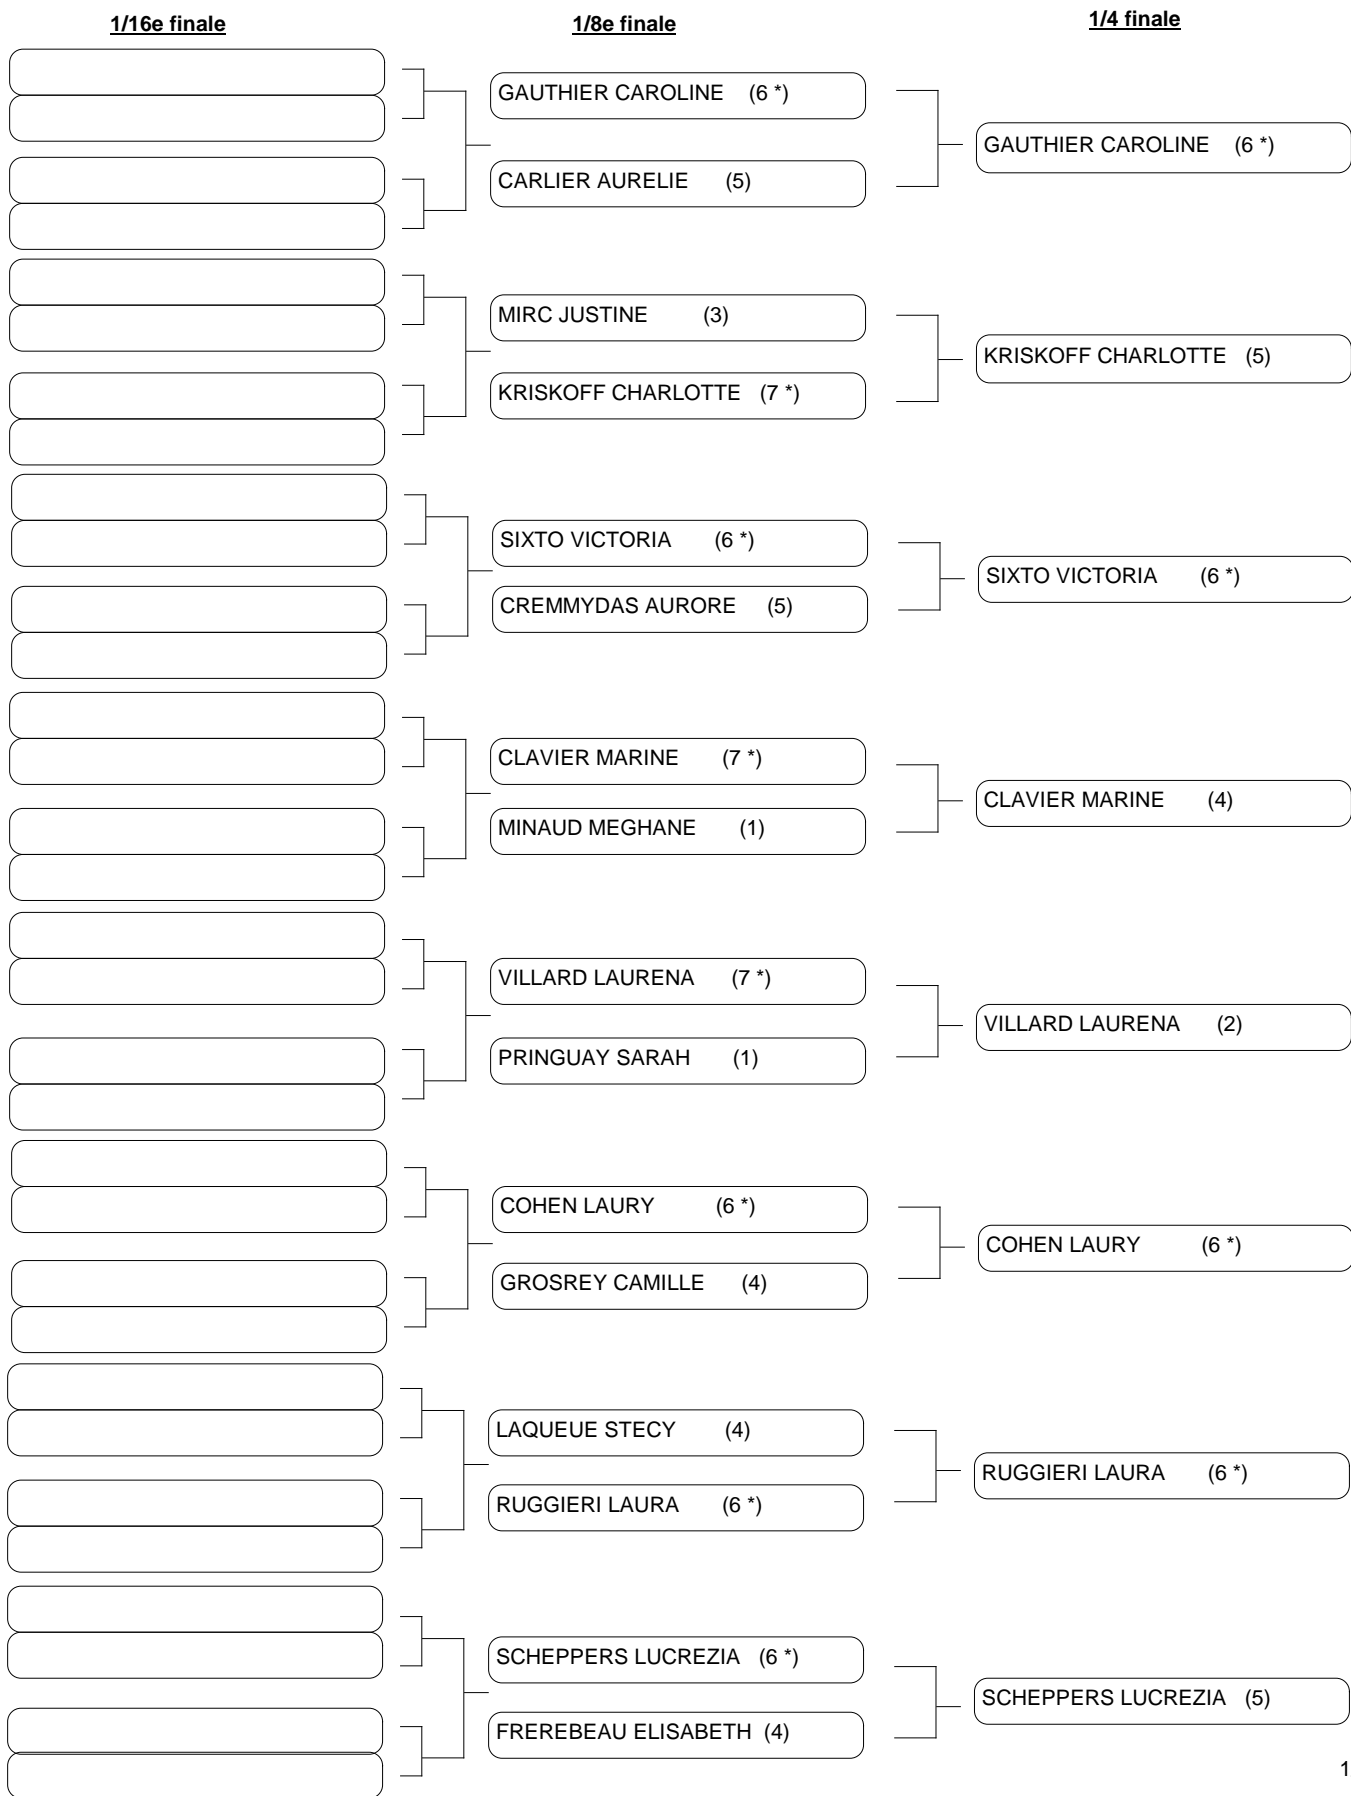 1/16e finale
1/8e finale
1/4 finale
GAUTHIER CAROLINE (6 *)
CARLIER AURELIE (5)
GAUTHIER CAROLINE (6 *)
MIRC JUSTINE (3)
KRISKOFF CHARLOTTE (7 *)
KRISKOFF CHARLOTTE (5)
SIXTO VICTORIA (6 *)
CREMMYDAS AURORE (5)
SIXTO VICTORIA (6 *)
CLAVIER MARINE (7 *)
MINAUD MEGHANE (1)
CLAVIER MARINE (4)
VILLARD LAURENA (7 *)
PRINGUAY SARAH (1)
VILLARD LAURENA (2)
COHEN LAURY (6 *)
GROSREY CAMILLE (4)
COHEN LAURY (6 *)
LAQUEUE STECY (4)
RUGGIERI LAURA (6 *)
RUGGIERI LAURA (6 *)
SCHEPPERS LUCREZIA (6 *)
FREREBEAU ELISABETH (4)
SCHEPPERS LUCREZIA (5)
1